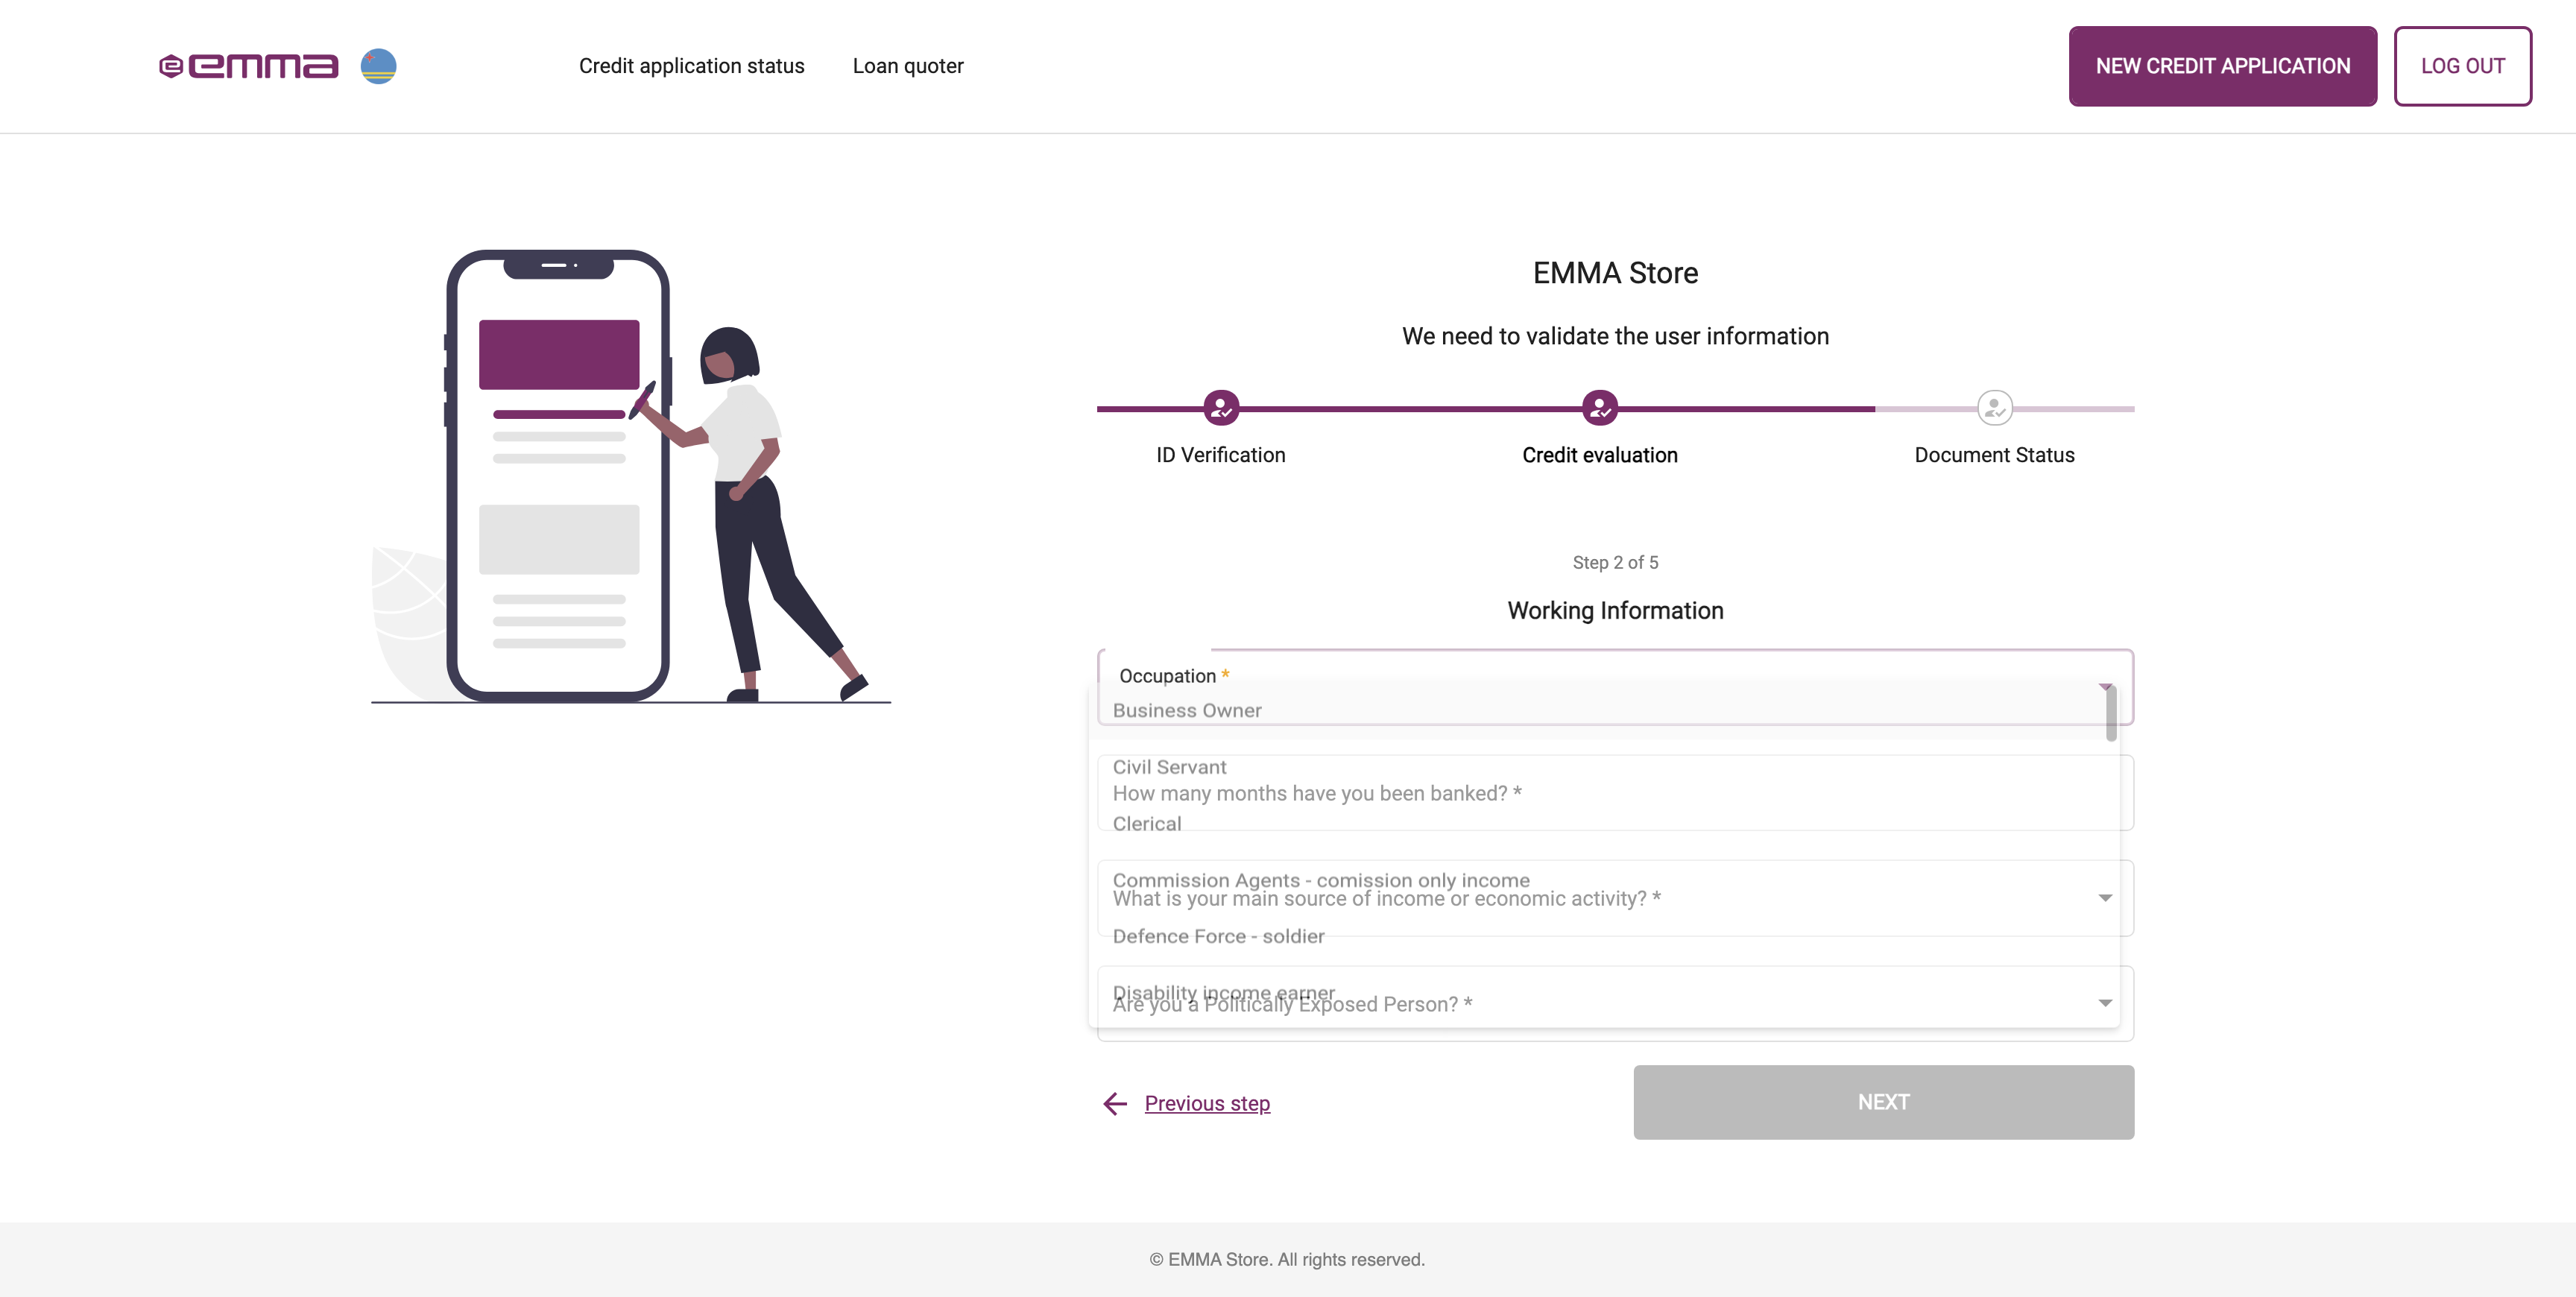 emma
Credit application status
Loan quoter
NEW CREDIT APPLICATION
LOG OUT
EMMA Store
We need to validate the user information
ID Verification
Credit evaluation
Document Status
Step 2 of 5
Working Information
Occupation *
Business Owner
Civil Servant
How many months have you been banked? *
Clerical
Commission Agents - comission only income
What is your main source of income or economic activity? *
Defence Force - soldier
Disability income earner
Are you a Politically Exposed Person? *
Previous step
NEXT
© EMMA Store. All rights reserved.